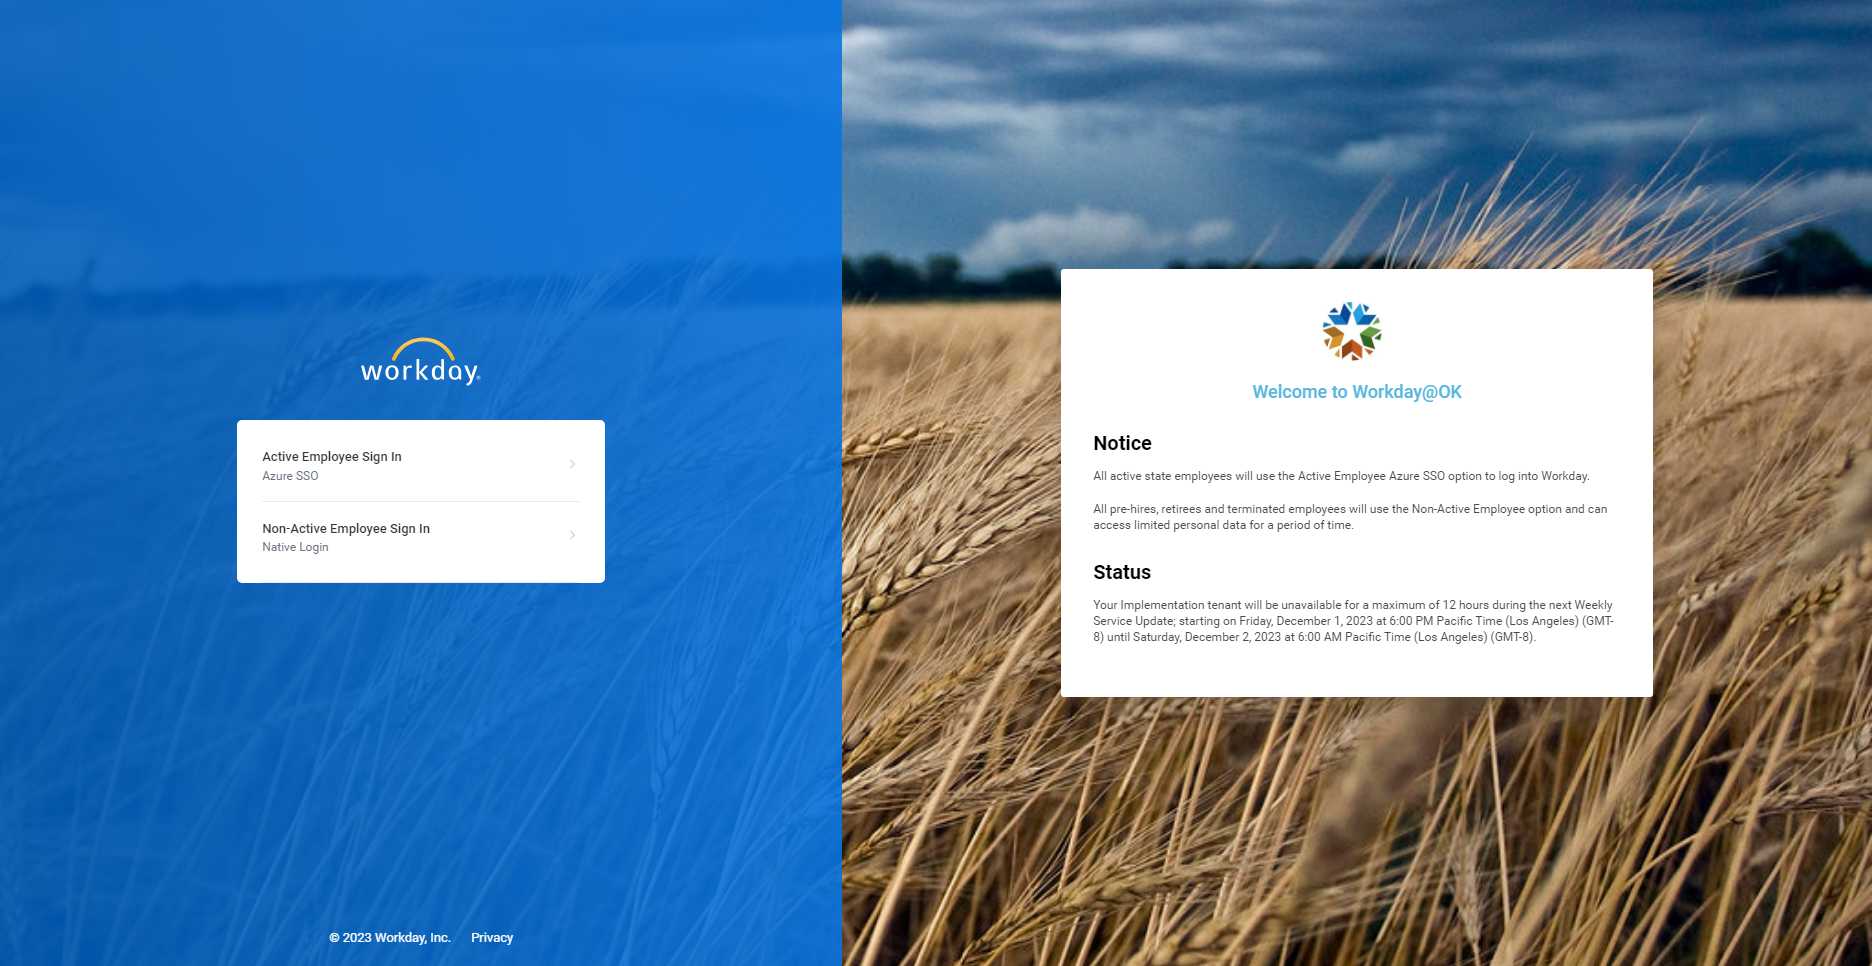 workday®
Active Employee Sign In
Azure SSO
Non-Active Employee Sign In
Native Login
© 2023 Workday, Inc.
Privacy
Welcome to Workday@OK
Notice
All active state employees will use the Active Employee Azure SSO option to log into Workday.
All pre-hires, retirees and terminated employees will use the Non-Active Employee option and can
access limited personal data for a period of time.
Status
Your Implementation tenant will be unavailable for a maximum of 12 hours during the next Weekly
Service Update; starting on Friday, December 1, 2023 at 6:00 PM Pacific Time (Los Angeles) (GMT-
8) until Saturday, December 2, 2023 at 6:00 AM Pacific Time (Los Angeles) (GMT-8).